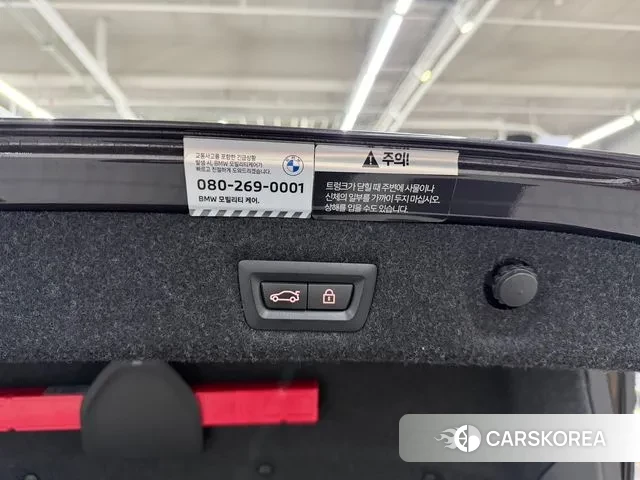 교통사고를 포함한 긴급상황
발생 시, BMW 모빌리티케어가
빠르고 친절하게 도와드리겠습니다.
080-269-0001
BMW 모빌리티 케어.
주의!
트렁크가 닫힐 때 주변에 사물이나
신체의 일부를 가까이 두지 마십시오.
상해를 입을 수도 있습니다.
CARSKOREA